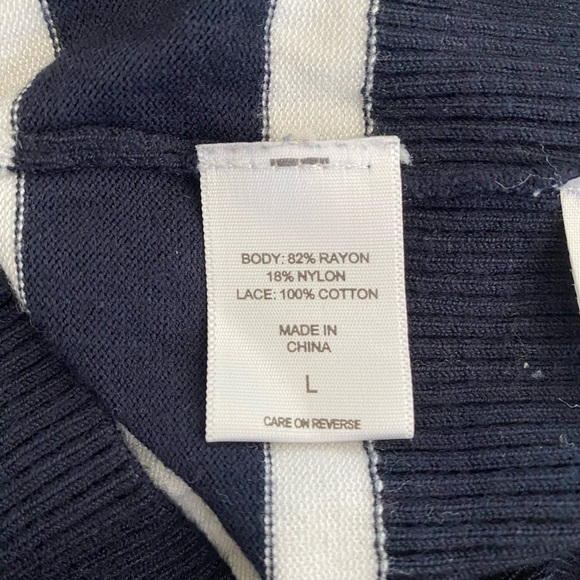 BODY: 82% RAYON
18% NYLON
LACE: 100% COTTON
MADE IN
CHINA
L
CARE ON REVERSE